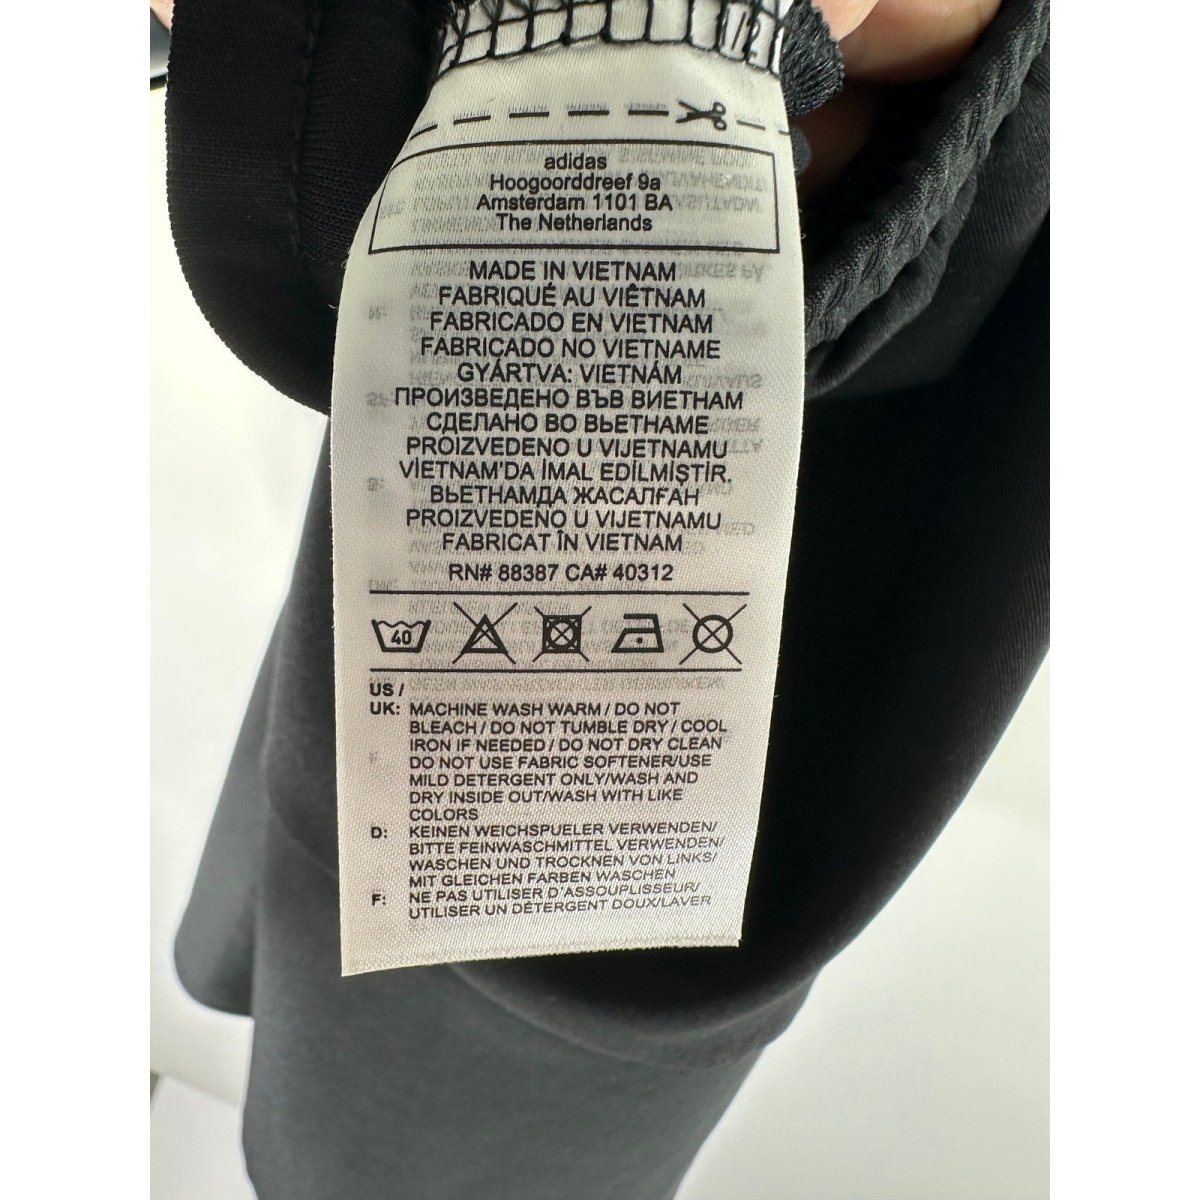 adidas
Hoogoorddreef 9a
Amsterdam 1101 BA
The Netherlands
MADE IN VIETNAM
FABRIQUÉ AU VIÊTNAM
FABRICADO EN VIETNAM
FABRICADO NO VIETNAME
GYÁRTVA: VIETNÁM
ПРОИЗВЕДЕНО ВЪВ ВИЕТНАМ
СДЕЛАНО ВО ВЬЕТНАМЕ
PROIZVEDENO U VIJETNAMU
VİETNAM'DA İMAL EDİLMİŞTİR.
ВЬЕТНАМДА ЖАСАЛҒАН
PROIZVEDENO U VIJETNAMU
FABRICAT ÎN VIETNAM
RN# 88387 CA# 40312
40
US /
UK: MACHINE WASH WARM / DO NOT
BLEACH / DO NOT TUMBLE DRY / COOL
IRON IF NEEDED / DO NOT DRY CLEAN
DO NOT USE FABRIC SOFTENER/USE
MILD DETERGENT ONLY/WASH AND
DRY INSIDE OUT/WASH WITH LIKE
COLORS
D: KEINEN WEICHSPUELER VERWENDEN/
BITTE FEINWASCHMITTEL VERWENDEN/
WASCHEN UND TROCKNEN VON LINKS/
MIT GLEICHEN FARBEN WASCHEN
F: NE PAS UTILISER D'ASSOUPLISSEUR/
UTILISER UN DÉTERGENT DOUX/LAVER